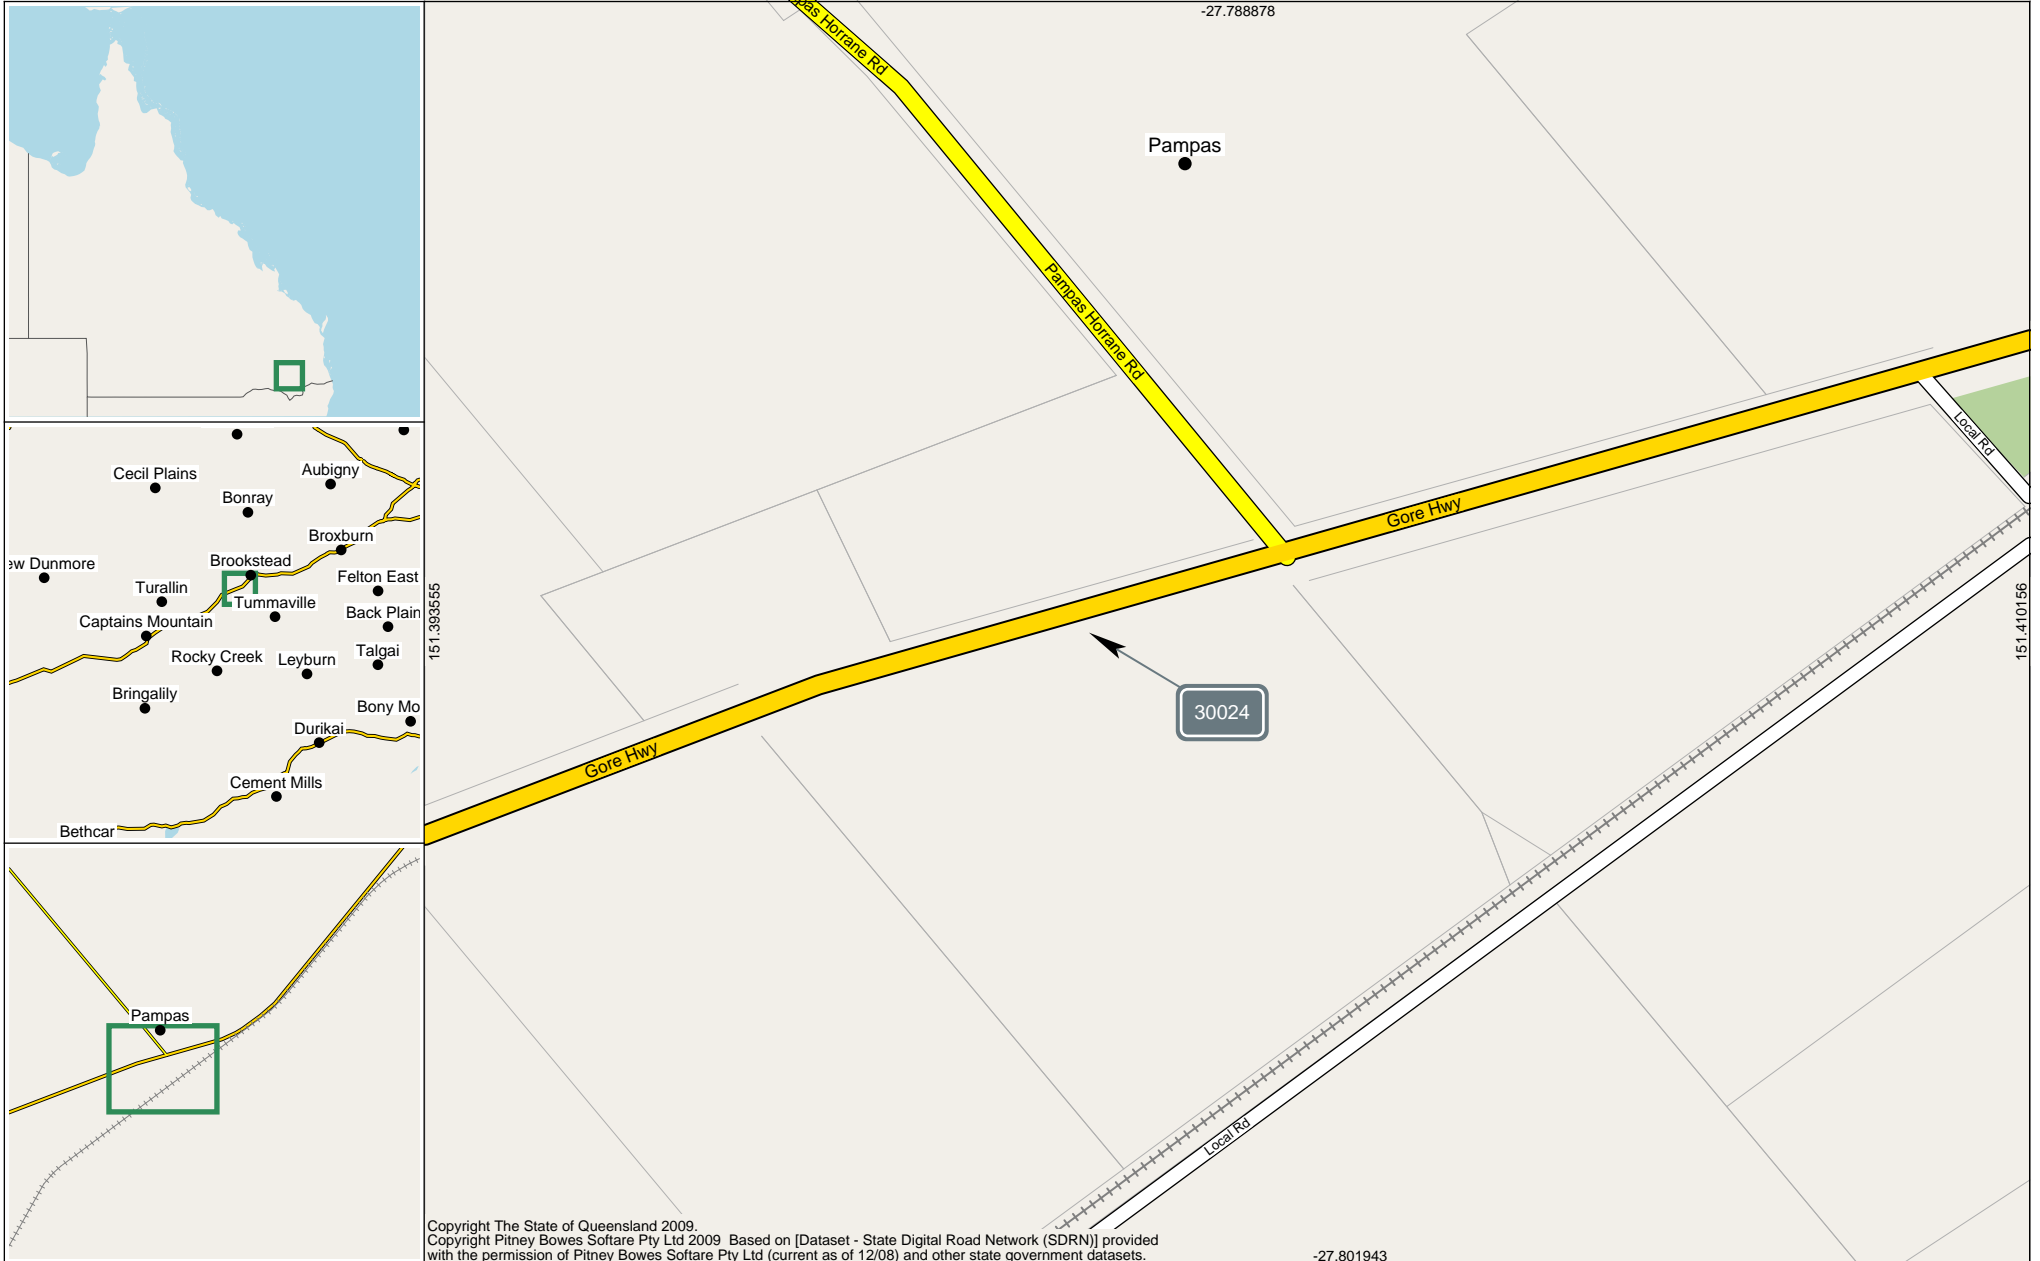 Cecil Plains
Aubigny
Bonray
Broxburn
Brookstead
ew Dunmore
Felton East
Turallin
Tummaville
Back Plain
Captains Mountain
Rocky Creek
Leyburn
Talgai
Bringalily
Bony Mo
Durikai
Cement Mills
Bethcar
Pampas
-27.788878
pas Horrane Rd
Pampas
Pampas Horrane Rd
Gore Hwy
Local Rd
151.393555
151.410156
30024
Gore Hwy
Local Rd
Copyright The State of Queensland 2009.
Copyright Pitney Bowes Softare Pty Ltd 2009  Based on [Dataset - State Digital Road Network (SDRN)] provided
with the permission of Pitney Bowes Softare Pty Ltd (current as of 12/08) and other state government datasets.
-27.801943